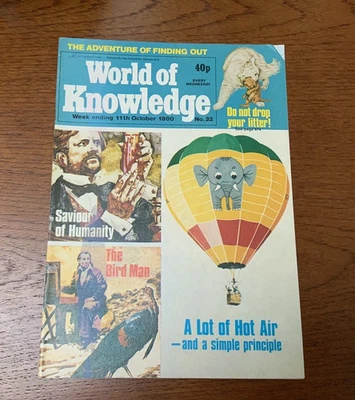 THE ADVENTURE OF FINDING OUT
World of
Knowledge
40p
EVERY
WEDNESDAY
Week ending 11th October 1980
No. 32
Do not drop
your litter!
Saviour
of Humanity
The
Bird Man
A Lot of Hot Air
—and a simple principle